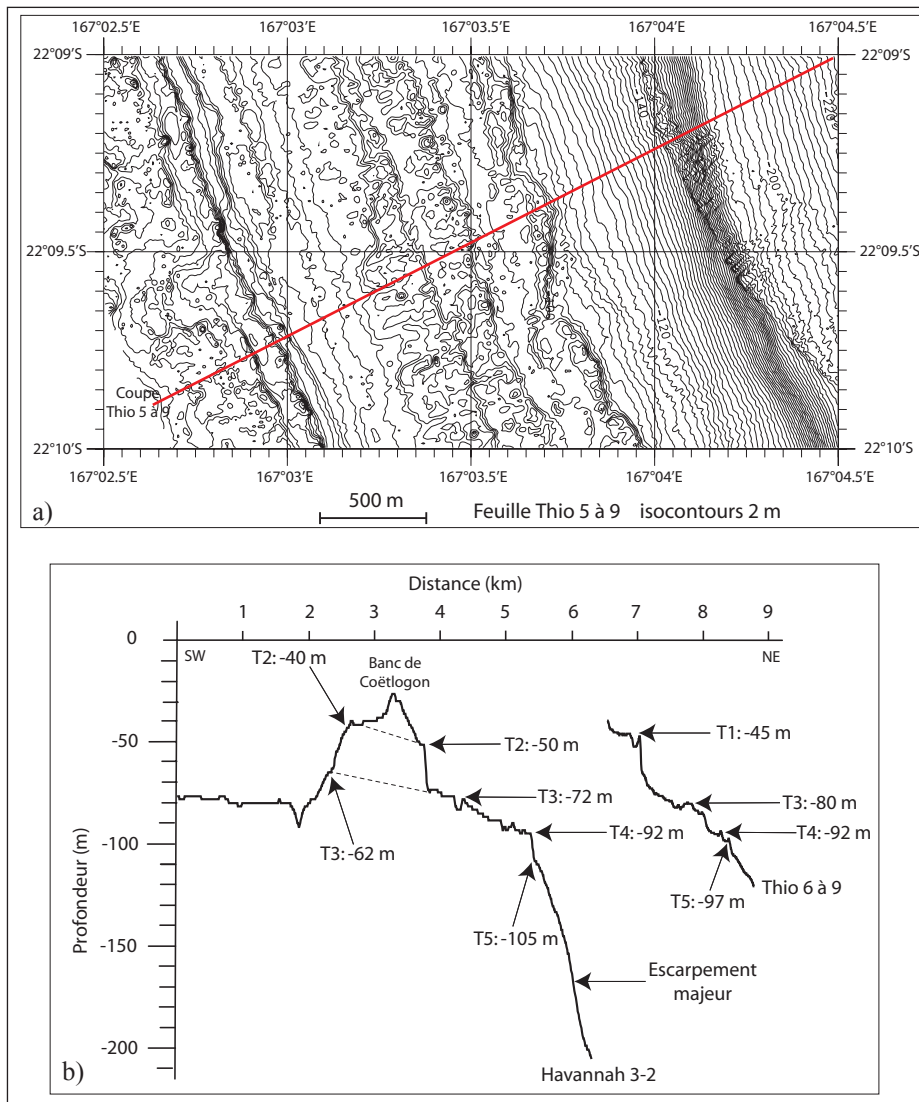 167°02.5'E 167°03'E 167°03.5'E 167°04'E 167°04.5'E
22°09'S 22°09'S
-40
-220
-200
22°09.5'S 22°09.5'S
-120
Coupe
Thio 5 à 9
22°10'S 22°10'S
167°02.5'E 167°03'E 167°03.5'E 167°04'E 167°04.5'E
500 m
Feuille Thio 5 à 9 isocontours 2 m
a)
Distance (km)
1 2 3 4 5 6 7 8 9
0
SW NE
T2: -40 m
Banc de
Coëtlogon
T1: -45 m
-50
T2: -50 m
T3: -72 m
T3: -80 m
T4: -92 m
T4: -92 m
-100
T3: -62 m
T5: -97 m
Thio 6 à 9
T5: -105 m
Profondeur (m)
-150
Escarpement
majeur
-200
Havannah 3-2
b)